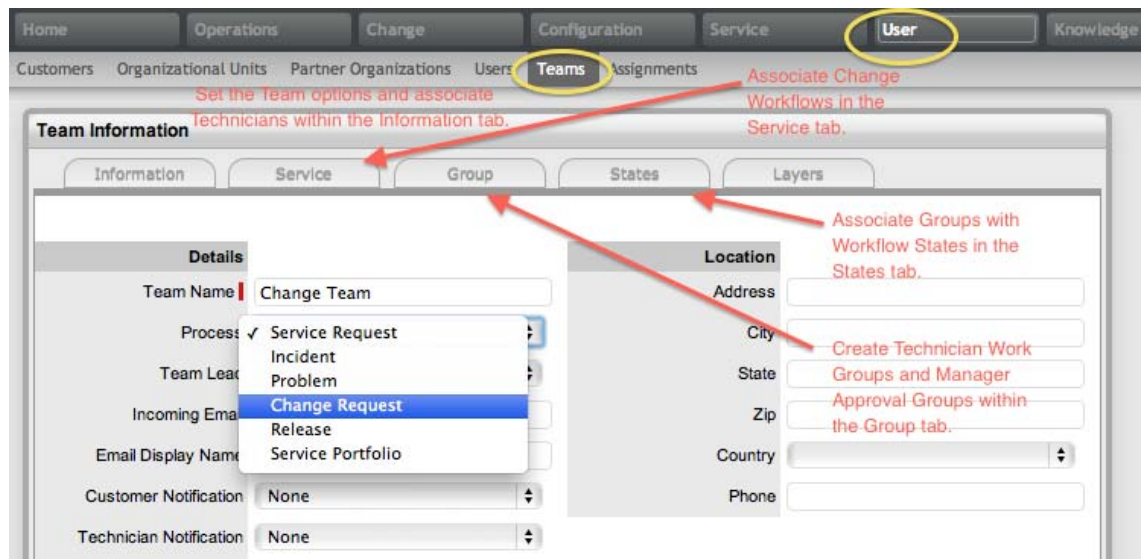 Home Operations Change Configuration Service User Knowledge
Customers Organizational Units Partner Organizations Users Teams Assignments
Set the Team options and associate
Technicians within the Information tab.
Associate Change
Workflows in the
Service tab.
Team Information
Information Service Group States Layers
Associate Groups with
Workflow States in the
States tab.
Details
Location
Team Name Change Team
Address
Process ✓ Service Request
Incident
Problem
Change Request
Release
Service Portfolio
City
Team Lead
State
Incoming Ema
Zip
Email Display Name
Country
Create Technician Work
Groups and Manager
Approval Groups within
the Group tab.
Customer Notification None
Phone
Technician Notification None